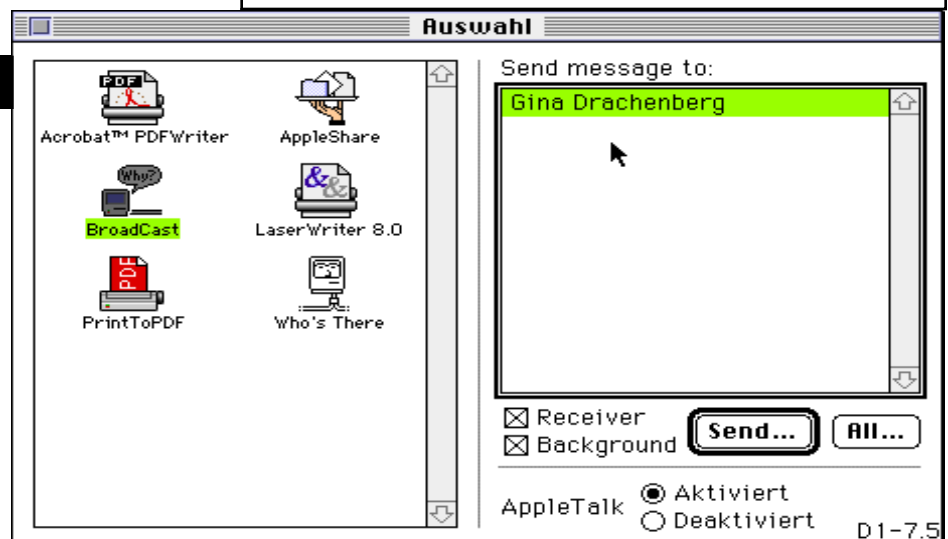 Auswahl
PDF
Acrobat™ PDFWriter
AppleShare
Why?
BroadCast
&&
LaserWriter 8.0
PDF
PrintToPDF
Who's There
Send message to:
Gina Drachenberg
Receiver
Background
Send...
All...
AppleTalk
Aktiviert
Deaktiviert
D1-7.5